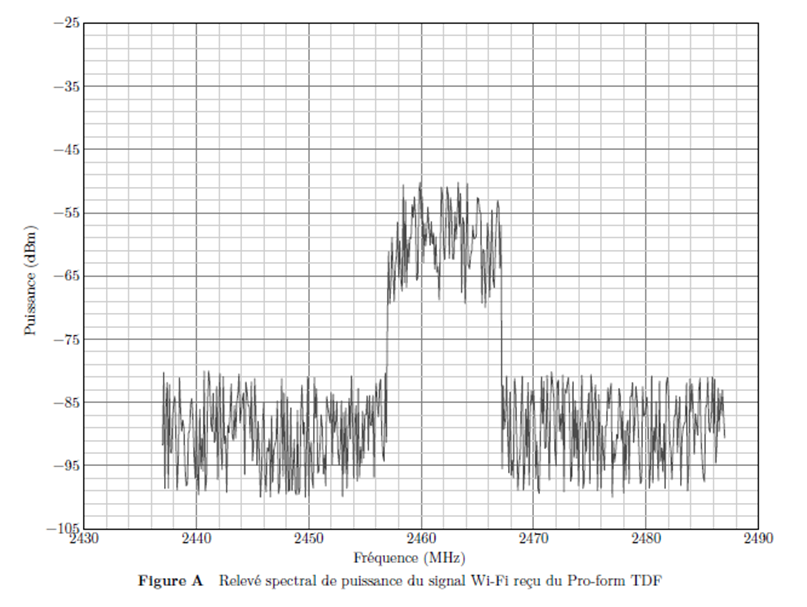 −25
−35
−45
−55
−65
−75
−85
−95
−105
Puissance (dBm)
2430 2440 2450 2460 2470 2480 2490
Fréquence (MHz)
Figure A Relevé spectral de puissance du signal Wi-Fi reçu du Pro-form TDF